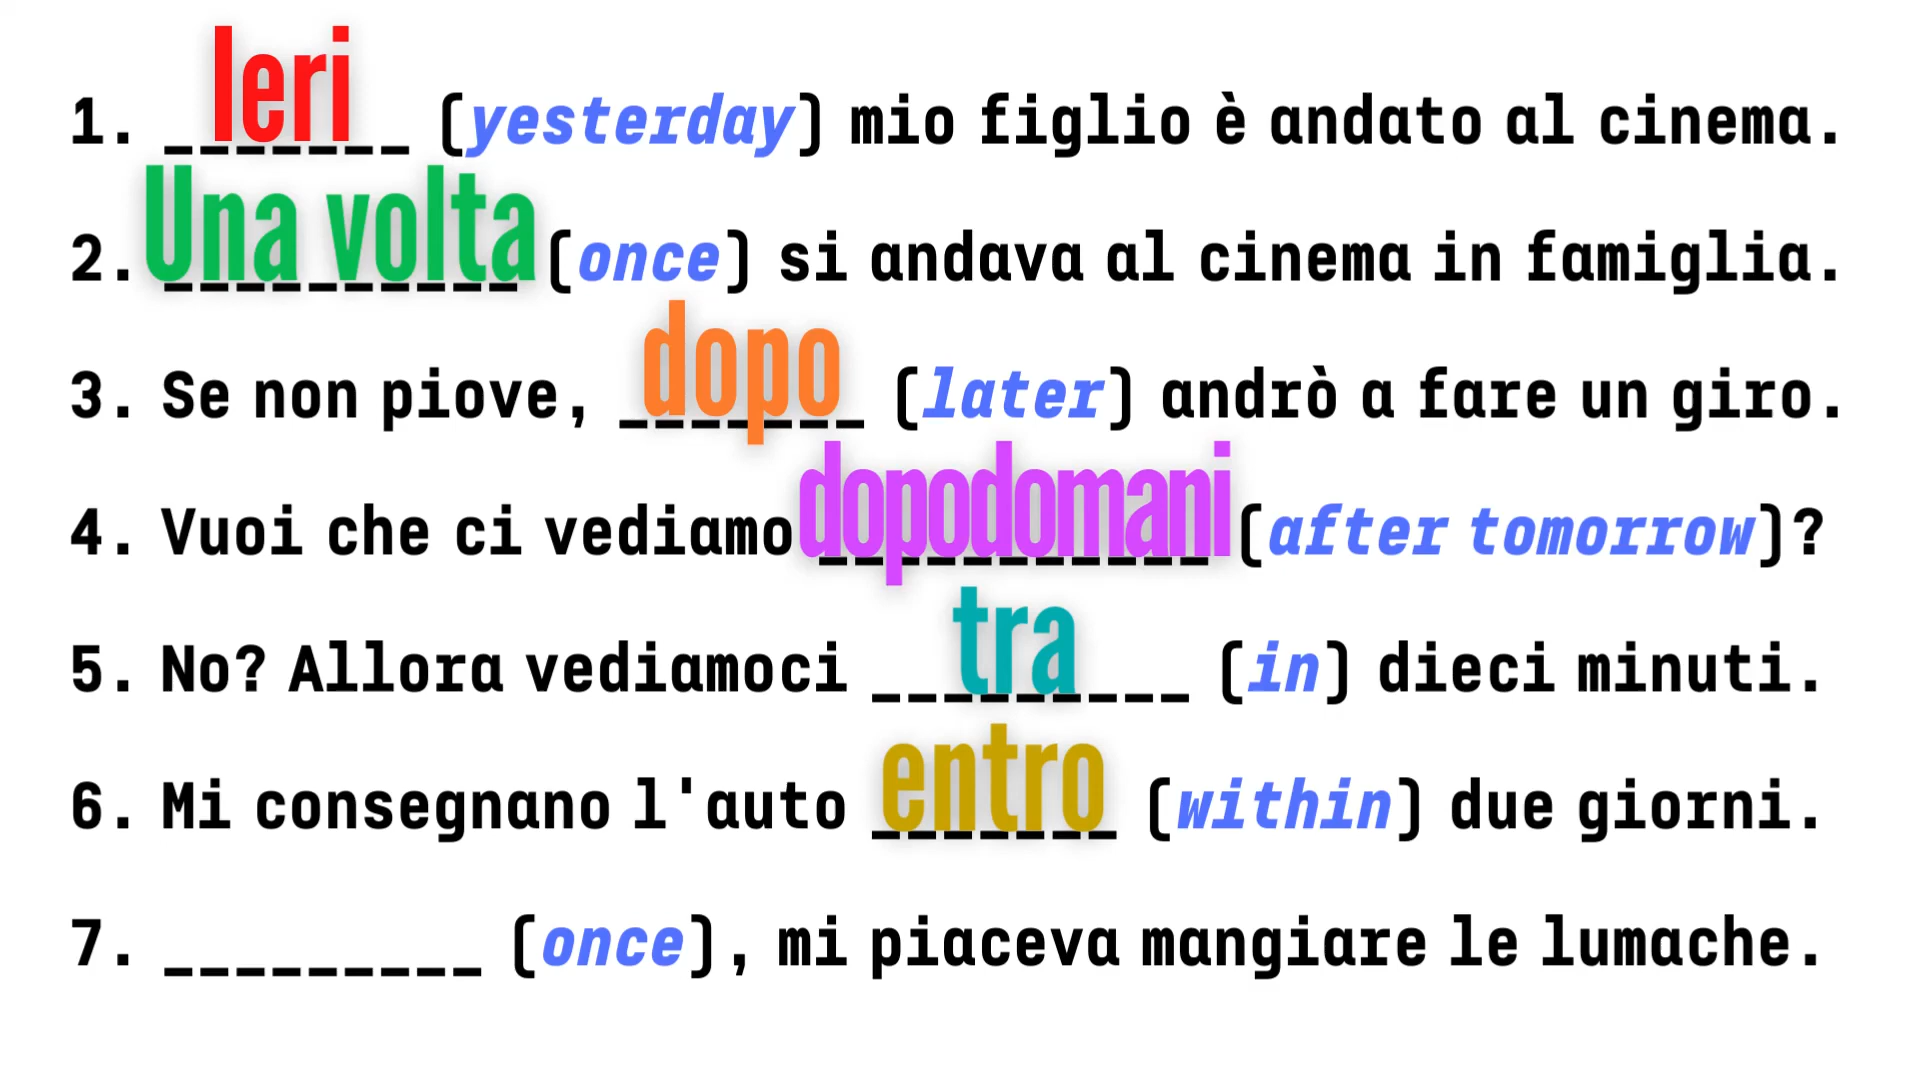 1. Ieri (yesterday) mio figlio è andato al cinema.
2. Una volta (once) si andava al cinema in famiglia.
3. Se non piove, dopo (later) andrò a fare un giro.
4. Vuoi che ci vediamo dopodomani (after tomorrow)?
5. No? Allora vediamoci tra (in) dieci minuti.
6. Mi consegnano l'auto entro (within) due giorni.
7. _________ (once), mi piaceva mangiare le lumache.